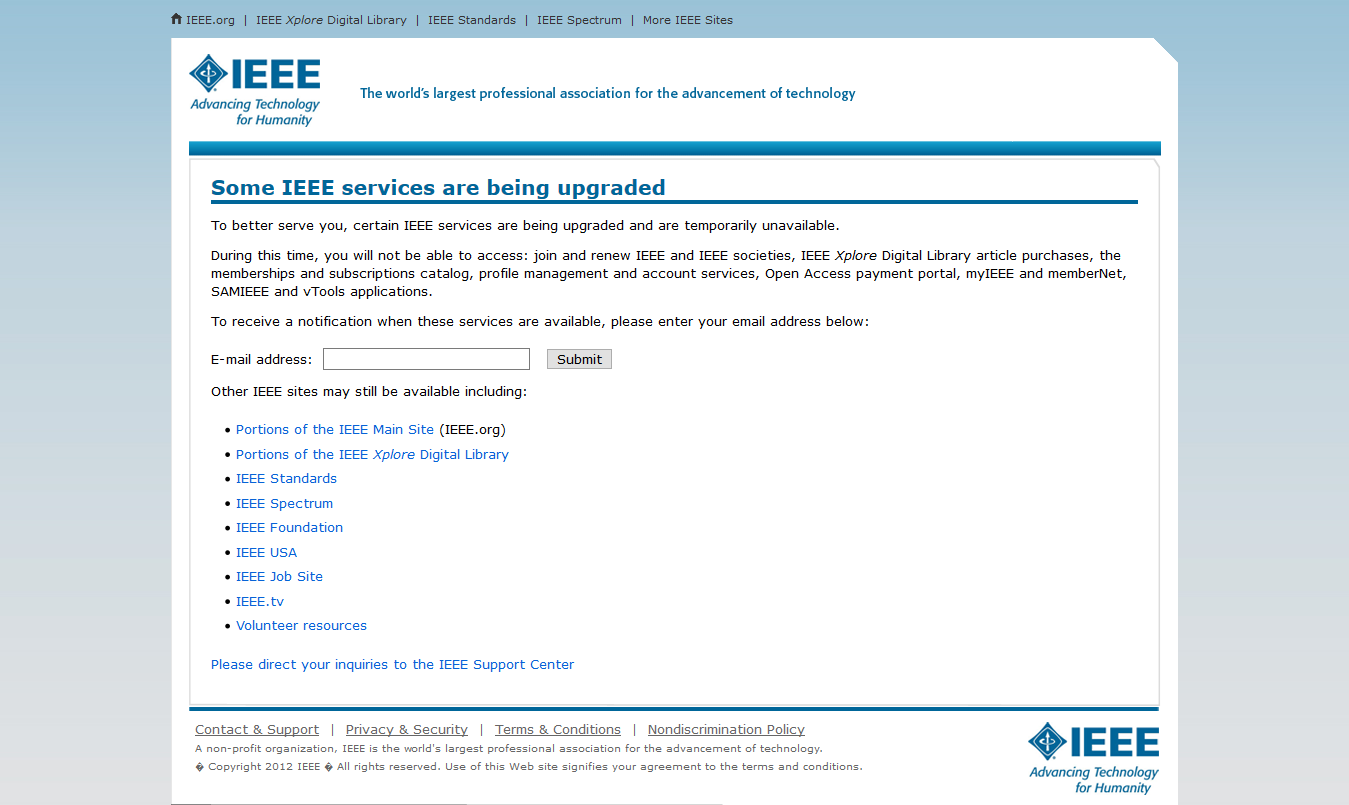 IEEE.org | IEEE Xplore Digital Library | IEEE Standards | IEEE Spectrum | More IEEE Sites
IEEE
Advancing Technology
for Humanity
The world's largest professional association for the advancement of technology
Some IEEE services are being upgraded
To better serve you, certain IEEE services are being upgraded and are temporarily unavailable.
During this time, you will not be able to access: join and renew IEEE and IEEE societies, IEEE Xplore Digital Library article purchases, the
memberships and subscriptions catalog, profile management and account services, Open Access payment portal, myIEEE and memberNet,
SAMIEEE and vTools applications.
To receive a notification when these services are available, please enter your email address below:
E-mail address: Submit
Other IEEE sites may still be available including:
• Portions of the IEEE Main Site (IEEE.org)
• Portions of the IEEE Xplore Digital Library
• IEEE Standards
• IEEE Spectrum
• IEEE Foundation
• IEEE USA
• IEEE Job Site
• IEEE.tv
• Volunteer resources
Please direct your inquiries to the IEEE Support Center
Contact & Support | Privacy & Security | Terms & Conditions | Nondiscrimination Policy
A non-profit organization, IEEE is the world's largest professional association for the advancement of technology.
� Copyright 2012 IEEE � All rights reserved. Use of this Web site signifies your agreement to the terms and conditions.
IEEE
Advancing Technology
for Humanity